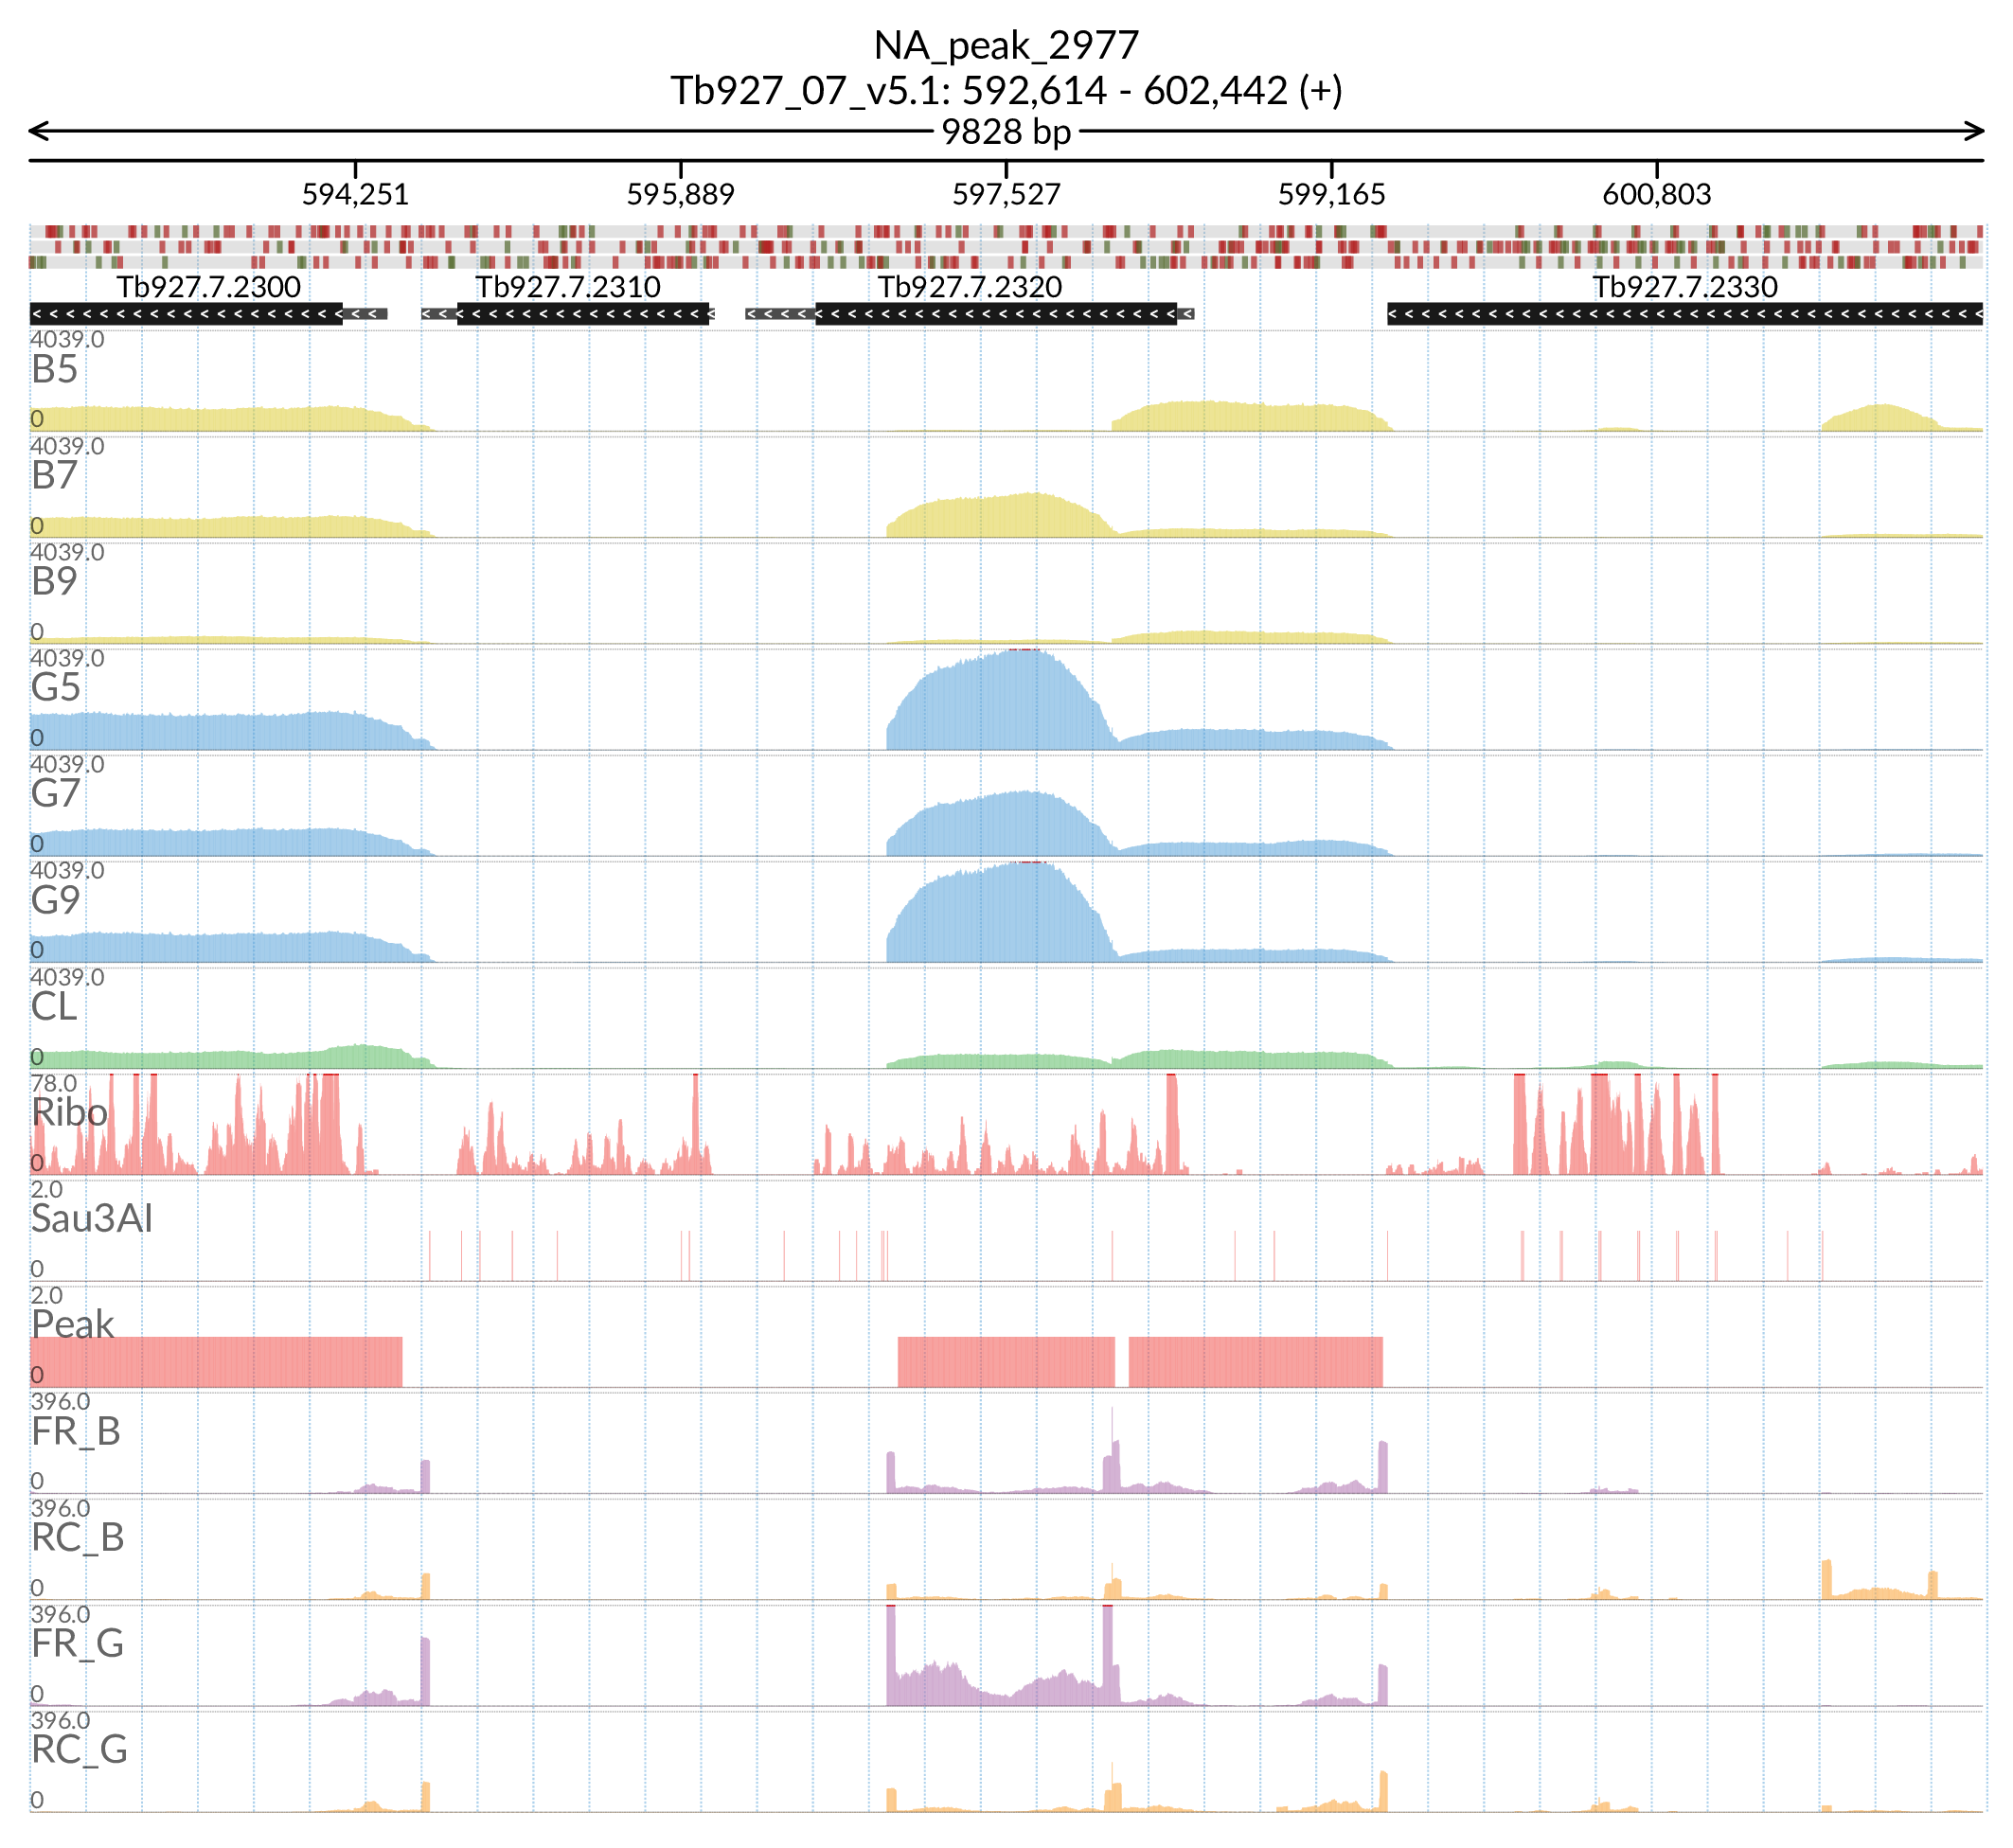 NA_peak_2977
Tb927_07_v5.1: 592,614 - 602,442 (+)
9828 bp
594,251 595,889 597,527 599,165 600,803
Tb927.7.2300 Tb927.7.2310 Tb927.7.2320 Tb927.7.2330
4039.0
B5
0
4039.0
B7
0
4039.0
B9
0
4039.0
G5
0
4039.0
G7
0
4039.0
G9
0
4039.0
CL
0
78.0
Ribo
0
2.0
Sau3AI
0
2.0
Peak
0
396.0
FR_B
0
396.0
RC_B
0
396.0
FR_G
0
396.0
RC_G
0